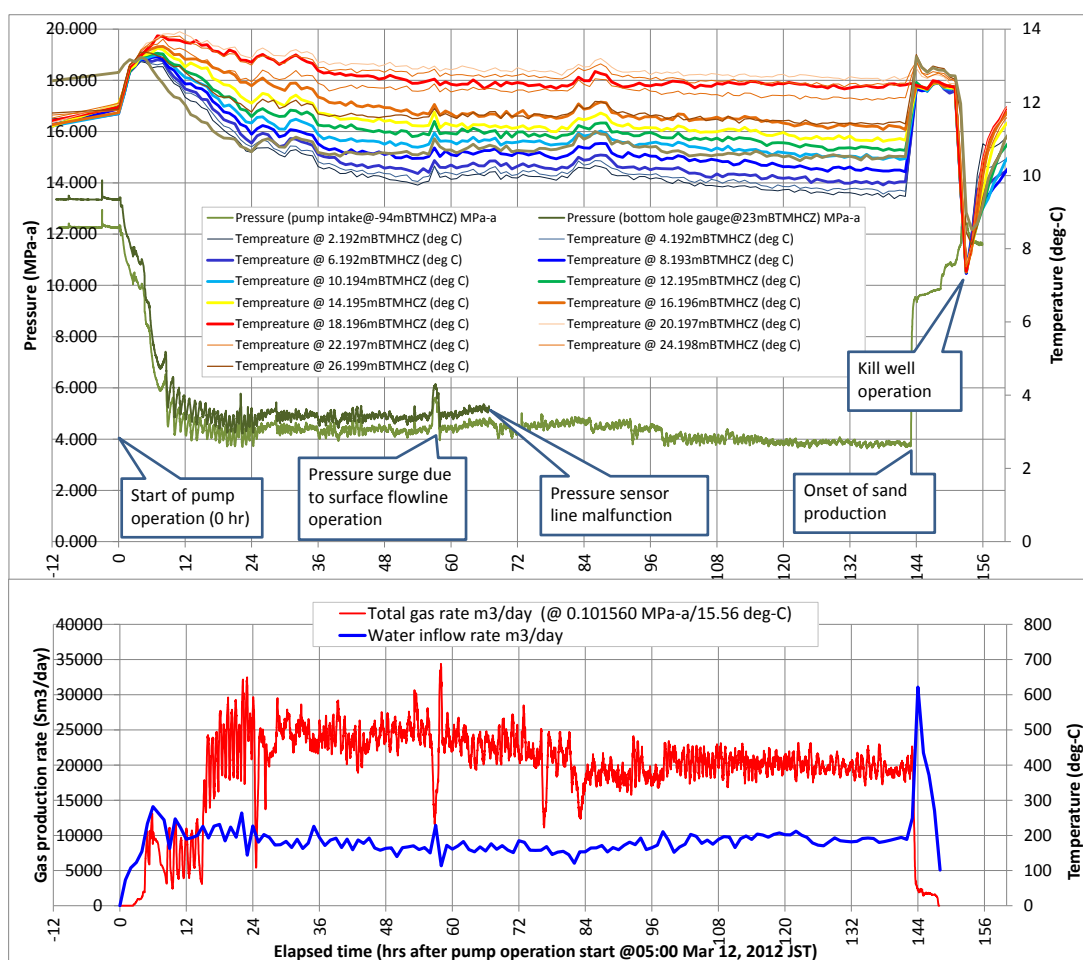 20.000
18.000
16.000
14.000
12.000
10.000
8.000
6.000
4.000
2.000
0.000
Pressure (MPa-a)
14
12
10
8
6
4
2
0
Temperature (deg-C)
Pressure (pump intake@-94mBTMHCZ) MPa-a
Pressure (bottom hole gauge@23mBTMHCZ) MPa-a
Tempreature @ 2.192mBTMHCZ (deg C)
Tempreature @ 4.192mBTMHCZ (deg C)
Tempreature @ 6.192mBTMHCZ (deg C)
Tempreature @ 8.193mBTMHCZ (deg C)
Tempreature @ 10.194mBTMHCZ (deg C)
Tempreature @ 12.195mBTMHCZ (deg C)
Tempreature @ 14.195mBTMHCZ (deg C)
Tempreature @ 16.196mBTMHCZ (deg C)
Tempreature @ 18.196mBTMHCZ (deg C)
Tempreature @ 20.197mBTMHCZ (deg C)
Tempreature @ 22.197mBTMHCZ (deg C)
Tempreature @ 24.198mBTMHCZ (deg C)
Tempreature @ 26.199mBTMHCZ (deg C)
Kill well
operation
Start of pump
operation (0 hr)
Pressure surge due
to surface flowline
operation
Pressure sensor
line malfunction
Onset of sand
production
-12
0
12
24
36
48
60
72
84
96
108
120
132
144
156
Total gas rate m3/day (@ 0.101560 MPa-a/15.56 deg-C)
Water inflow rate m3/day
40000
35000
30000
25000
20000
15000
10000
5000
0
Gas production rate (Sm3/day)
800
700
600
500
400
300
200
100
0
Temperature (deg-C)
-12
0
12
24
36
48
60
72
84
96
108
120
132
144
156
Elapsed time (hrs after pump operation start @05:00 Mar 12, 2012 JST)